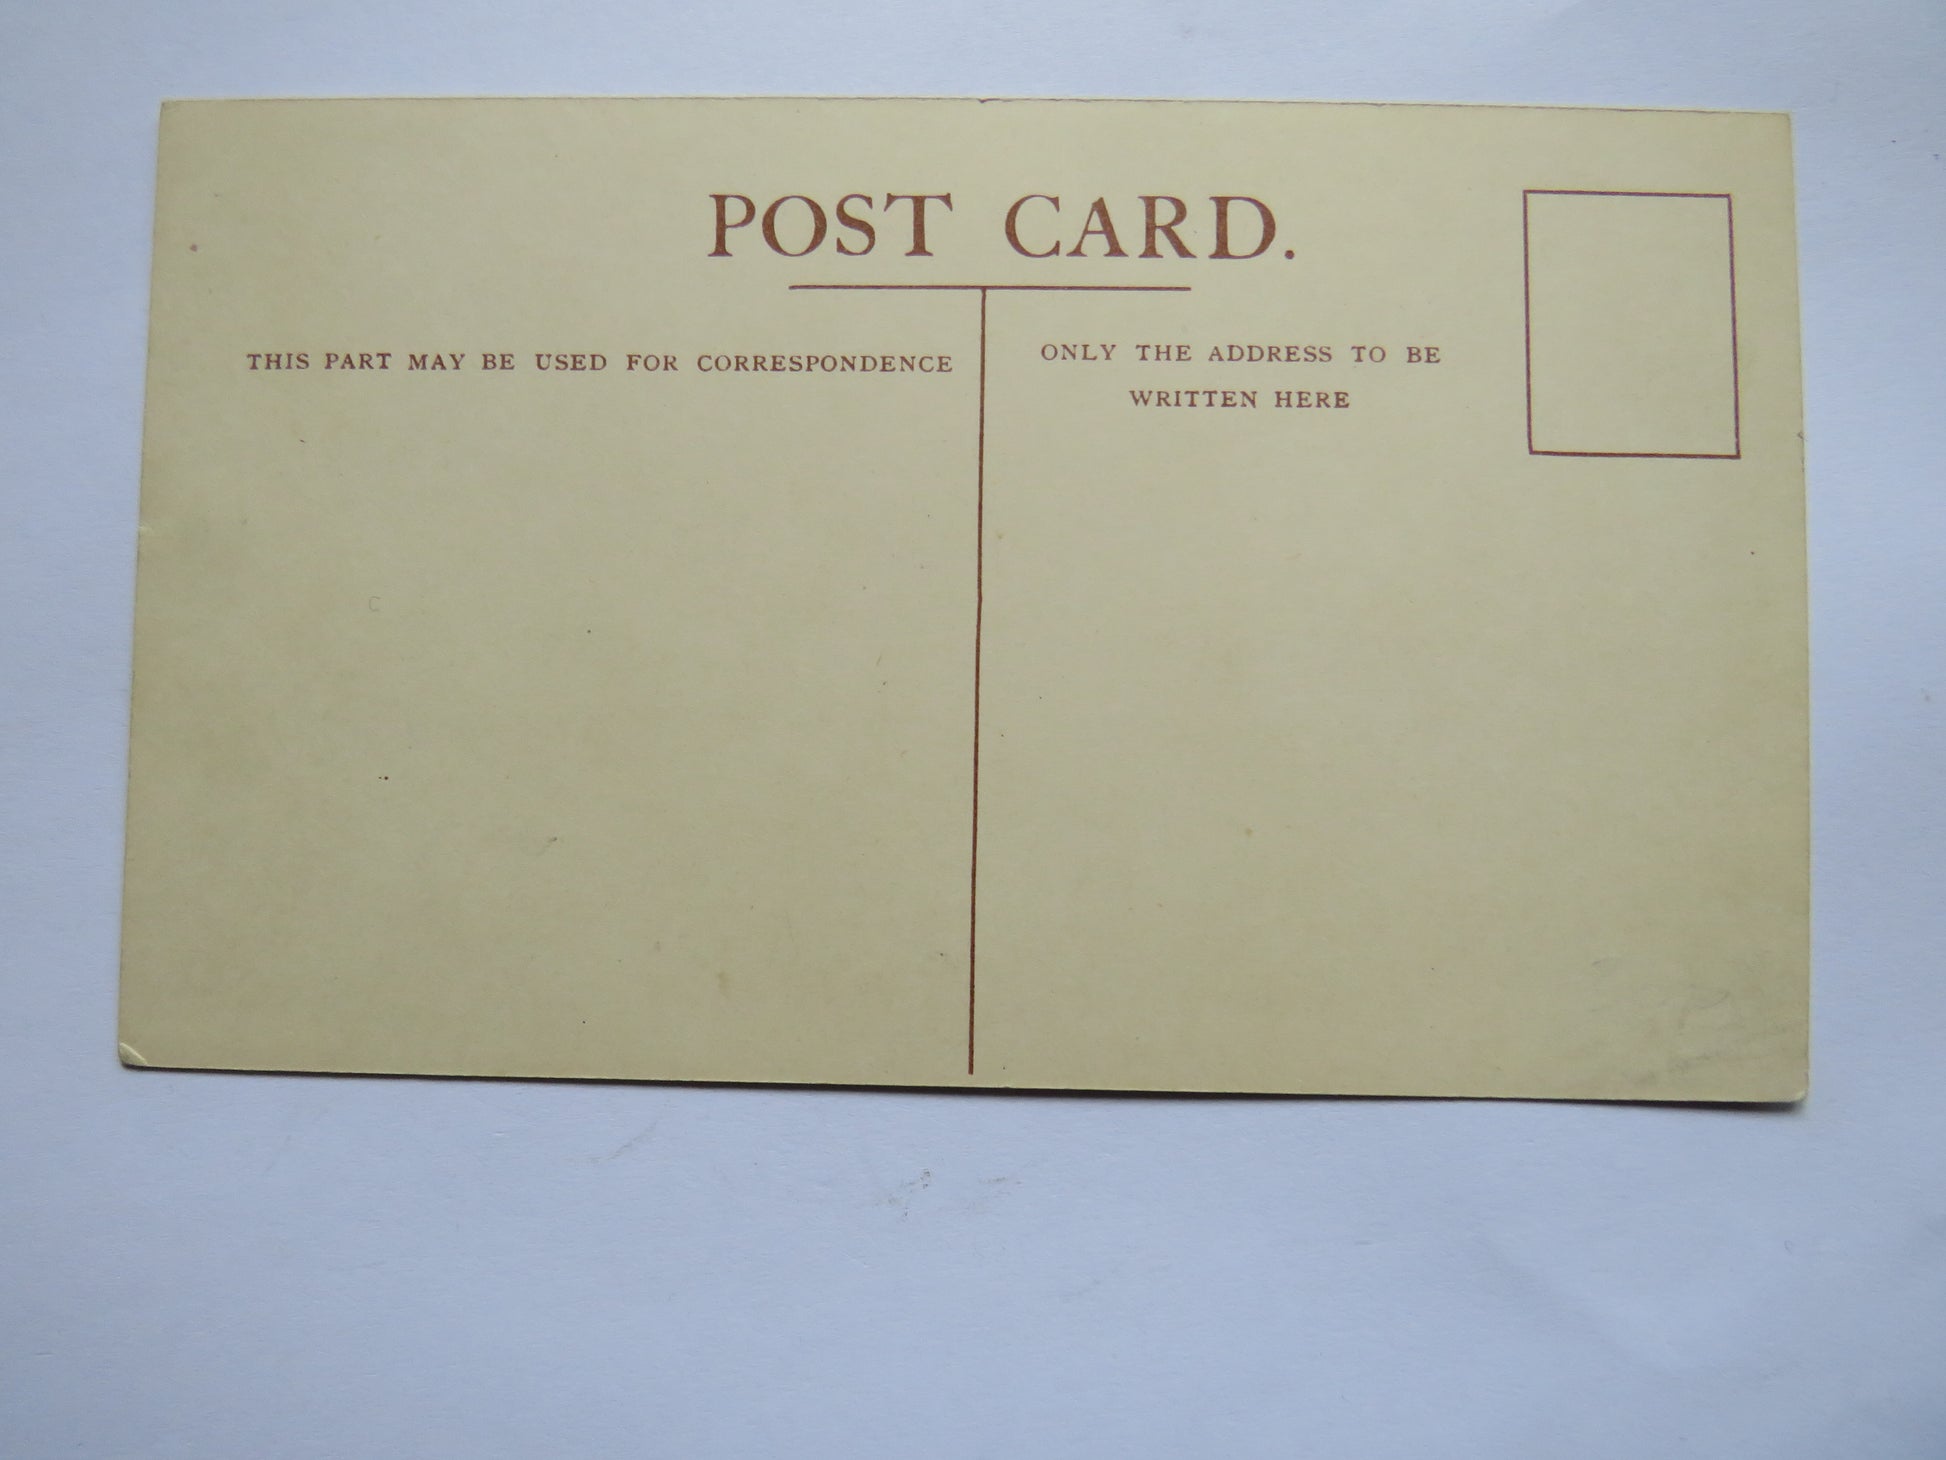 POST CARD.
THIS PART MAY BE USED FOR CORRESPONDENCE
ONLY THE ADDRESS TO BE
WRITTEN HERE